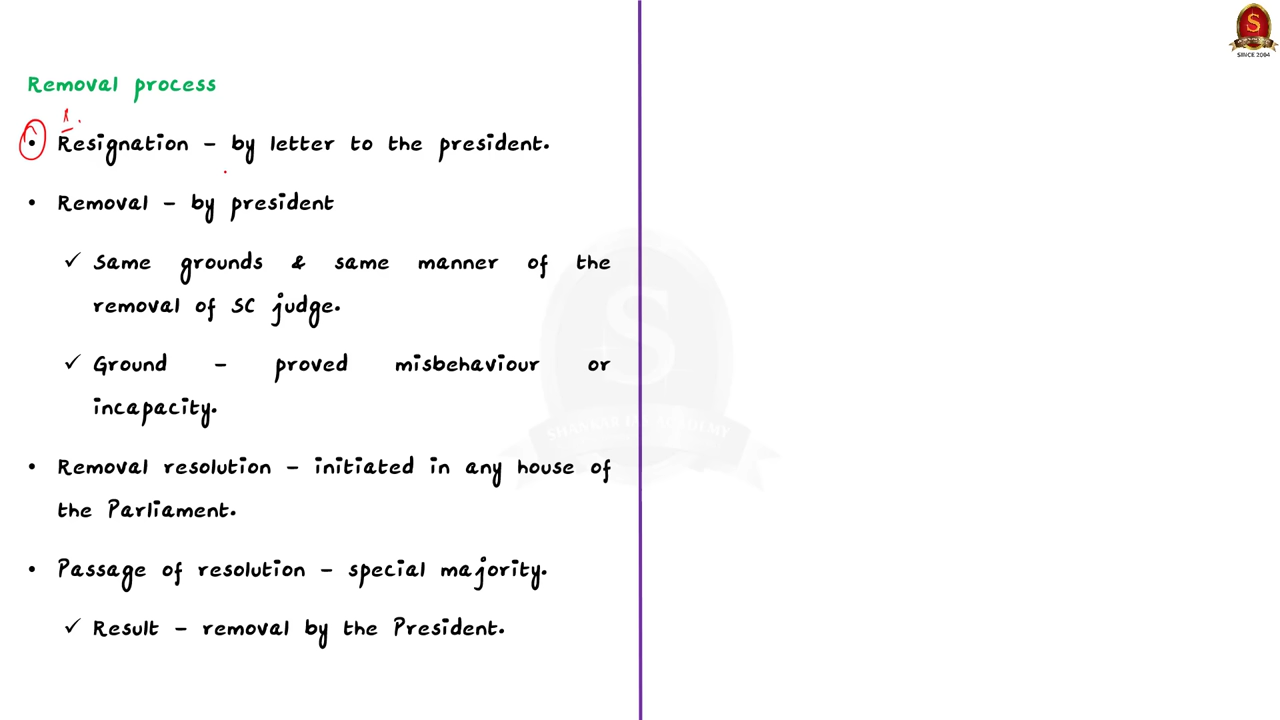 Removal process
• Resignation – by letter to the president.
• Removal – by president
✓ Same grounds & same manner of the
removal of SC judge.
✓ Ground – proved misbehaviour or
incapacity.
• Removal resolution – initiated in any house of
the Parliament.
• Passage of resolution – special majority.
✓ Result – removal by the President.
S
SINCE 2004
S